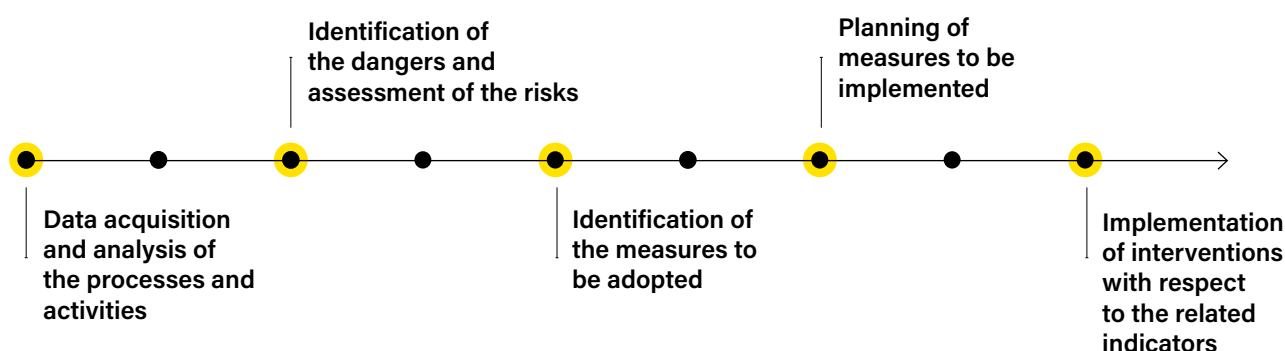 Data acquisition
and analysis of
the processes and
activities
Identification of
the dangers and
assessment of the risks
Identification of
the measures to
be adopted
Planning of
measures to be
implemented
Implementation
of interventions
with respect
to the related
indicators